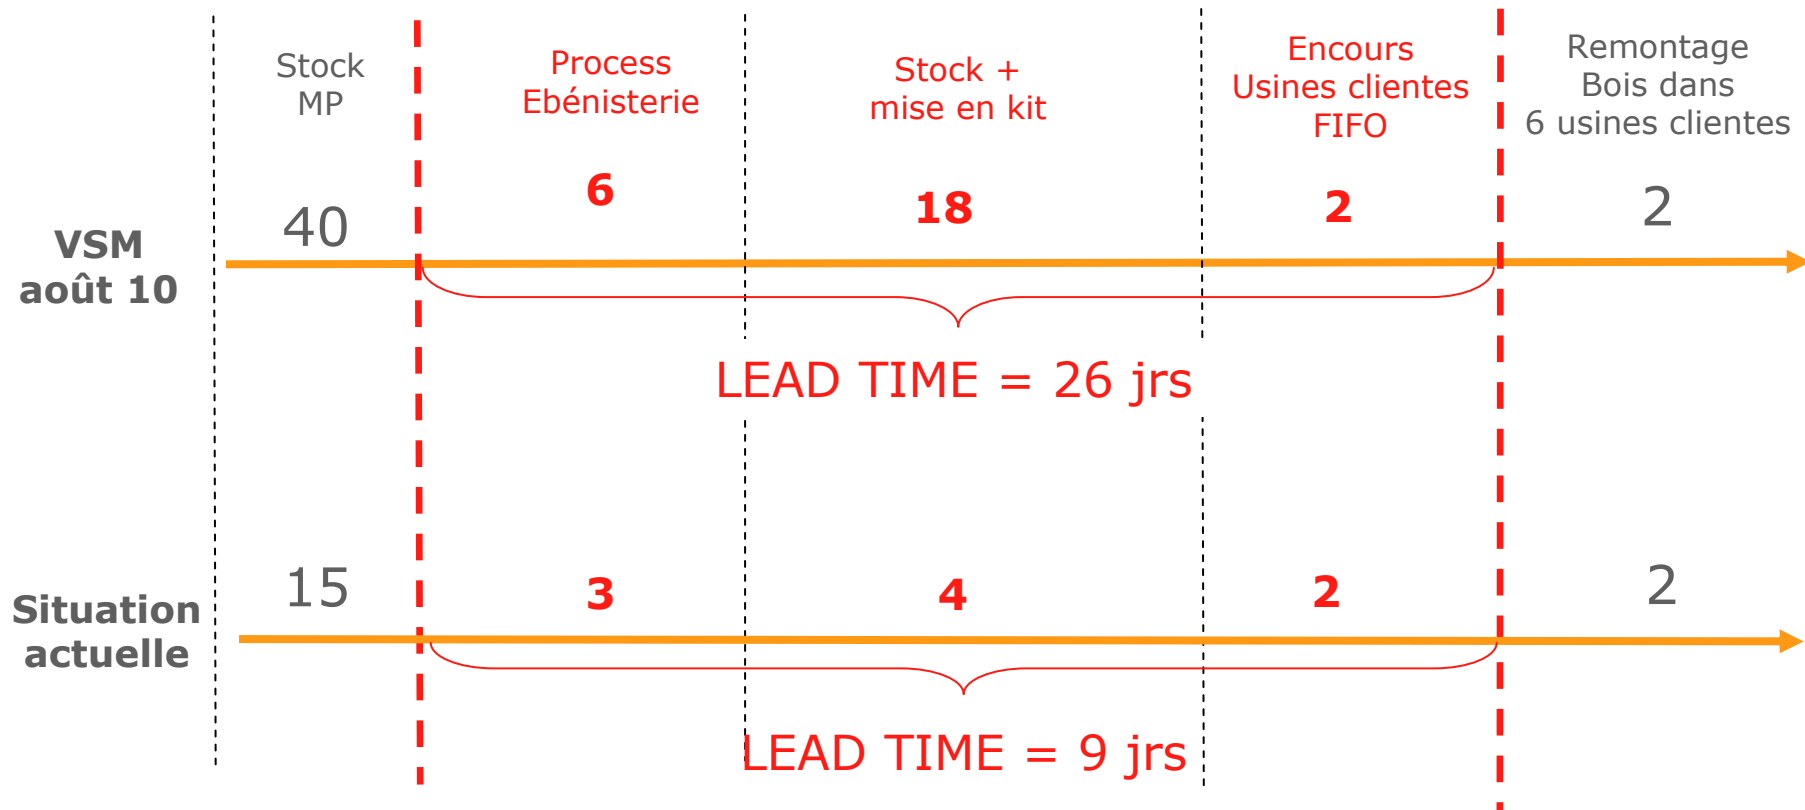 Stock
MP
Process
Ebénisterie
Stock +
mise en kit
Encours
Usines clientes
FIFO
Remontage
Bois dans
6 usines clientes
VSM
août 10
40
6
18
2
2
LEAD TIME = 26 jrs
Situation
actuelle
15
3
4
2
2
LEAD TIME = 9 jrs